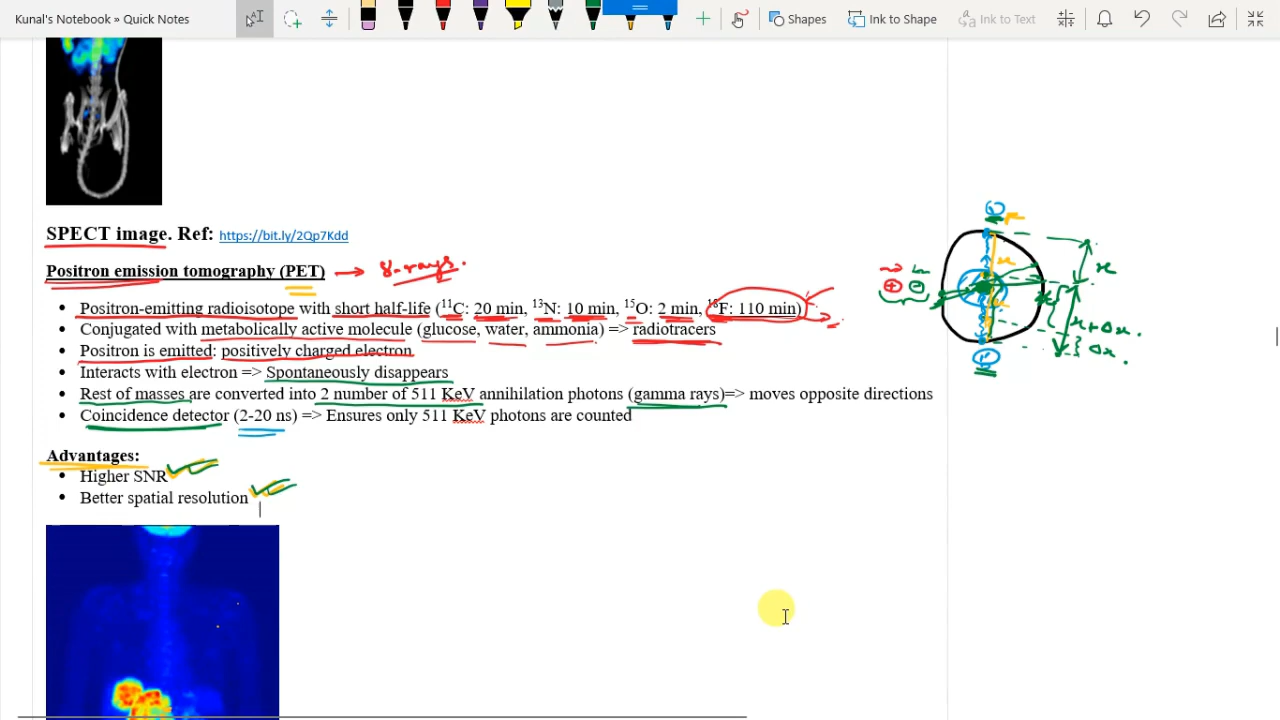 Kunal's Notebook » Quick Notes
Shapes
Ink to Shape
Ink to Text
SPECT image. Ref: https://bit.ly/2Qp7Kdd
Positron emission tomography (PET) → γ-rays.
• Positron-emitting radioisotope with short half-life (¹¹C: 20 min, ¹³N: 10 min, ¹⁵O: 2 min, ¹⁸F: 110 min)
• Conjugated with metabolically active molecule (glucose, water, ammonia) => radiotracers
• Positron is emitted: positively charged electron
• Interacts with electron => Spontaneously disappears
• Rest of masses are converted into 2 number of 511 KeV annihilation photons (gamma rays)=> moves opposite directions
• Coincidence detector (2-20 ns) => Ensures only 511 KeV photons are counted
Advantages:
• Higher SNR
• Better spatial resolution
x
x+Δx.
Δx.